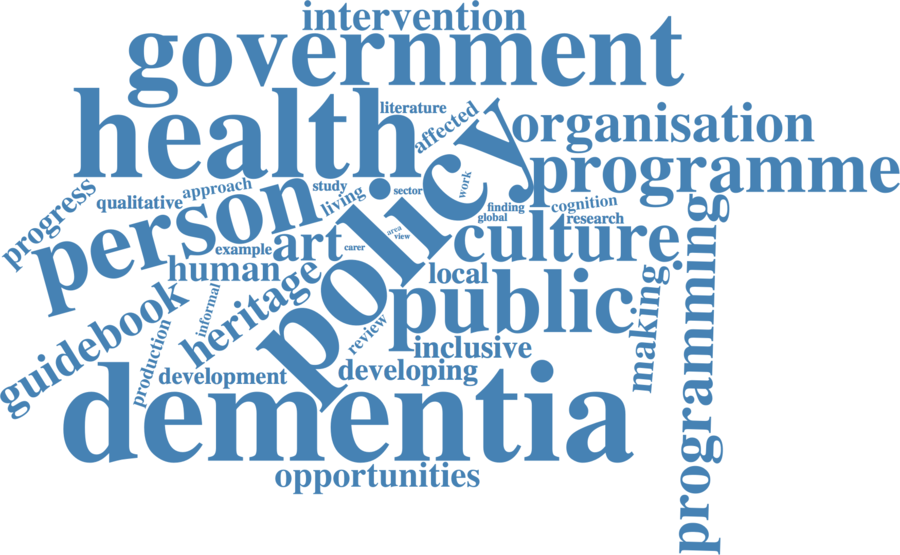 intervention
government
health
literature
affected
policy
organisation
programme
progress
qualitative
approach
person
study
living
sector
work
finding
global
cognition
research
example
art
carer
area
view
culture
human
heritage
local
public
programming
making
guidebook
informal
production
review
inclusive
development
developing
dementia
opportunities